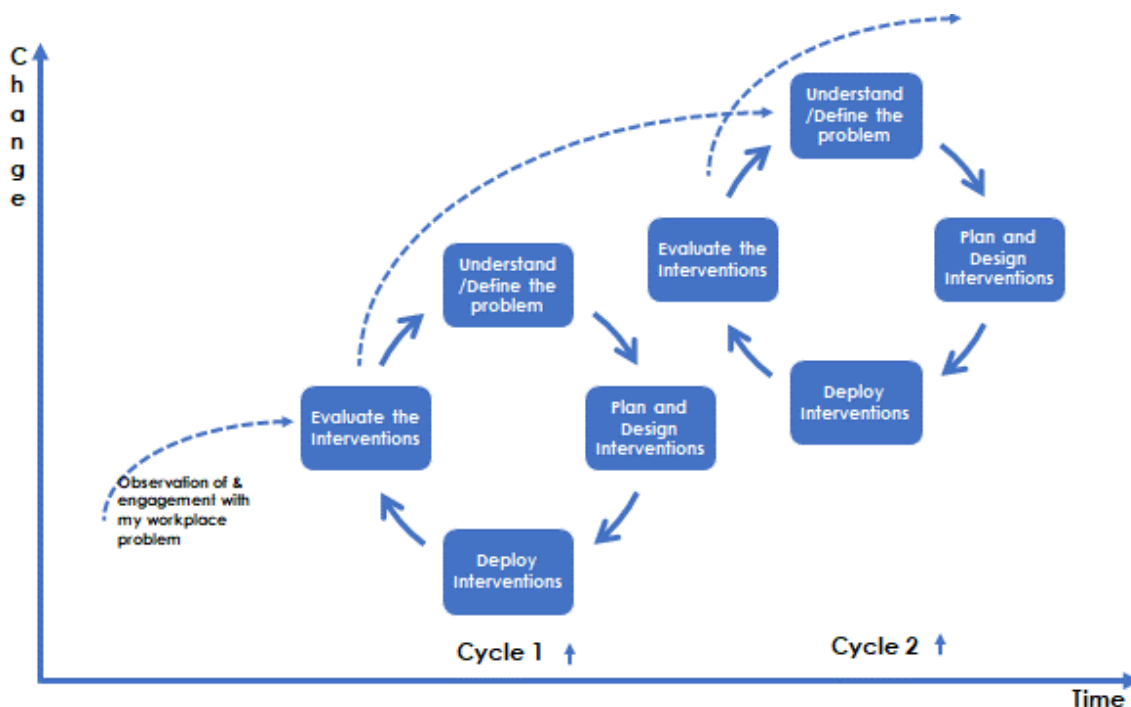 Change
Understand
/Define the
problem
Evaluate the
Interventions
Plan and
Design
Interventions
Deploy
Interventions
Understand
/Define the
problem
Evaluate the
Interventions
Plan and
Design
Interventions
Deploy
Interventions
Observation of &
engagement with
my workplace
problem
Cycle 1
Cycle 2
Time